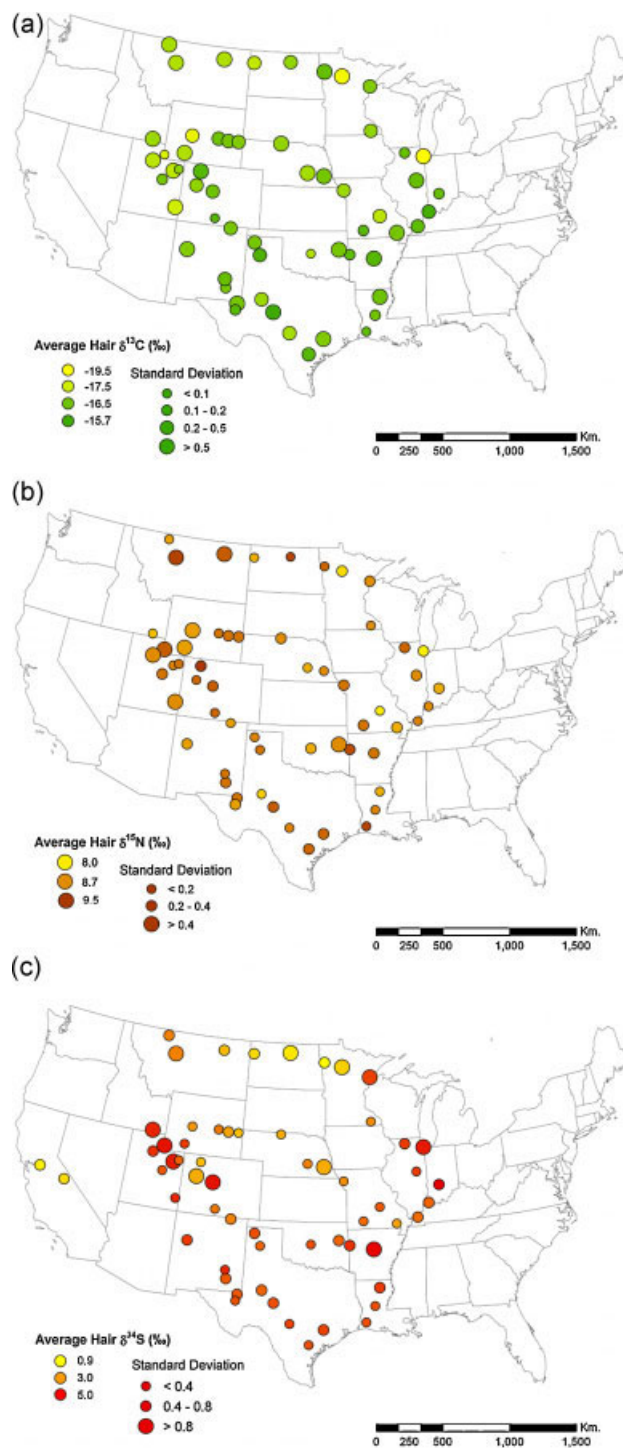 (a)
Average Hair δ¹³C (‰)
-19.5
-17.5
-16.5
-15.7
Standard Deviation
< 0.1
0.1 - 0.2
0.2 - 0.5
> 0.5
Km.
0 250 500 1,000 1,500
(b)
Average Hair δ¹⁵N (‰)
8.0
8.7
9.5
Standard Deviation
< 0.2
0.2 - 0.4
> 0.4
Km.
0 250 500 1,000 1,500
(c)
Average Hair δ³⁴S (‰)
0.9
3.0
5.0
Standard Deviation
< 0.4
0.4 - 0.8
> 0.8
Km.
0 250 500 1,000 1,500